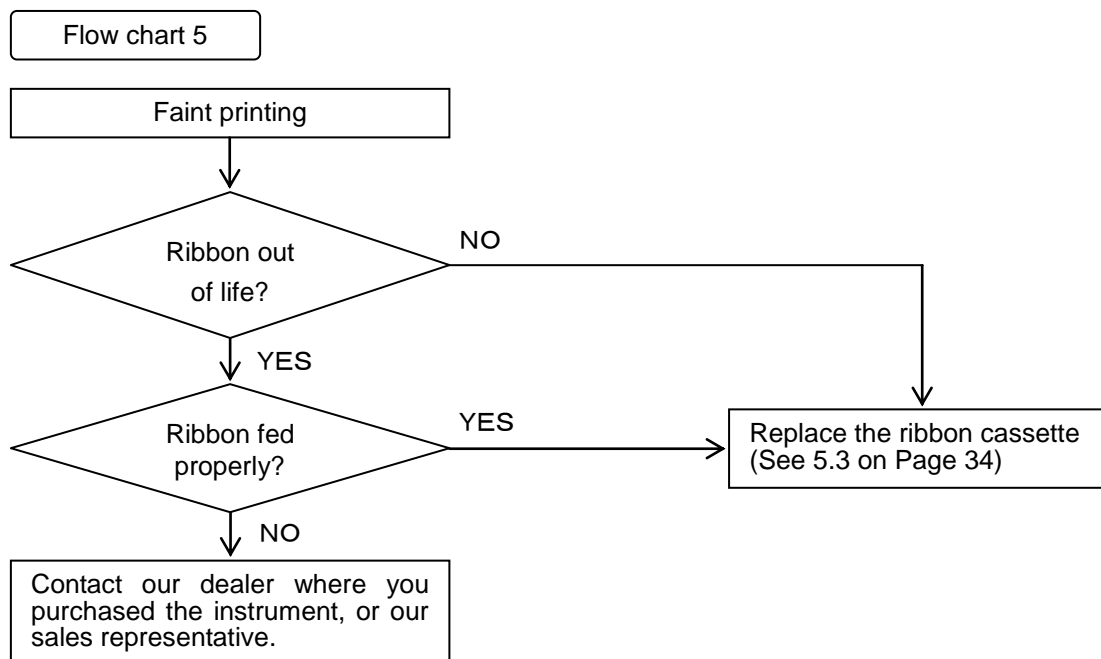 Flow chart 5
Faint printing
Ribbon out
of life?
NO
YES
Ribbon fed
properly?
YES
Replace the ribbon cassette
(See 5.3 on Page 34)
NO
Contact our dealer where you
purchased the instrument, or our
sales representative.